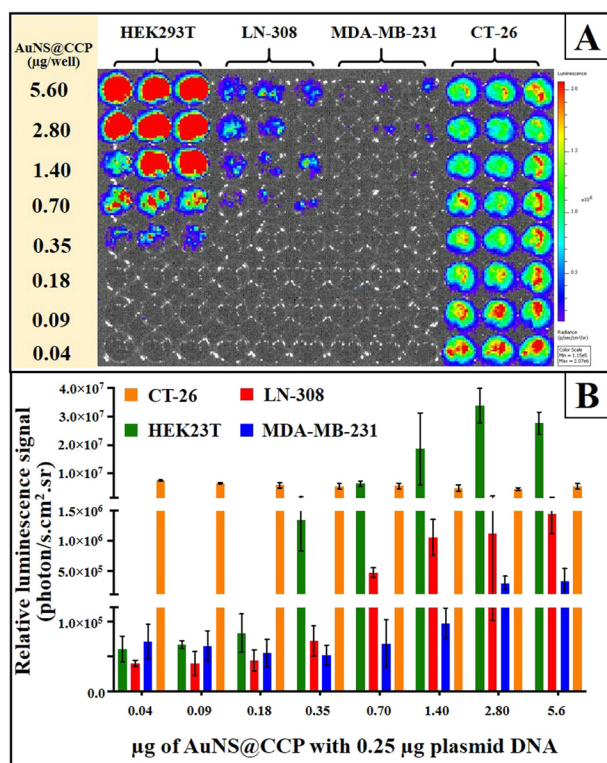 AuNS@CCP
(µg/well)
HEK293T LN-308 MDA-MB-231 CT-26
A
5.60
2.80
1.40
0.70
0.35
0.18
0.09
0.04
Luminescence
2.0
1.5
×10⁶
1.0
0.5
Radiance
(p/sec/cm²/sr)
Color Scale
Min = 1.15e5
Max = 2.07e6
B
CT-26 LN-308
HEK23T MDA-MB-231
Relative luminescence signal
(photon/s.cm².sr)
4.0×10⁷
3.0×10⁷
2.0×10⁷
1.0×10⁷
1.5×10⁶
1.0×10⁶
5.0×10⁵
1.0×10⁵
0.0
0.04 0.09 0.18 0.35 0.70 1.40 2.80 5.6
µg of AuNS@CCP with 0.25 µg plasmid DNA